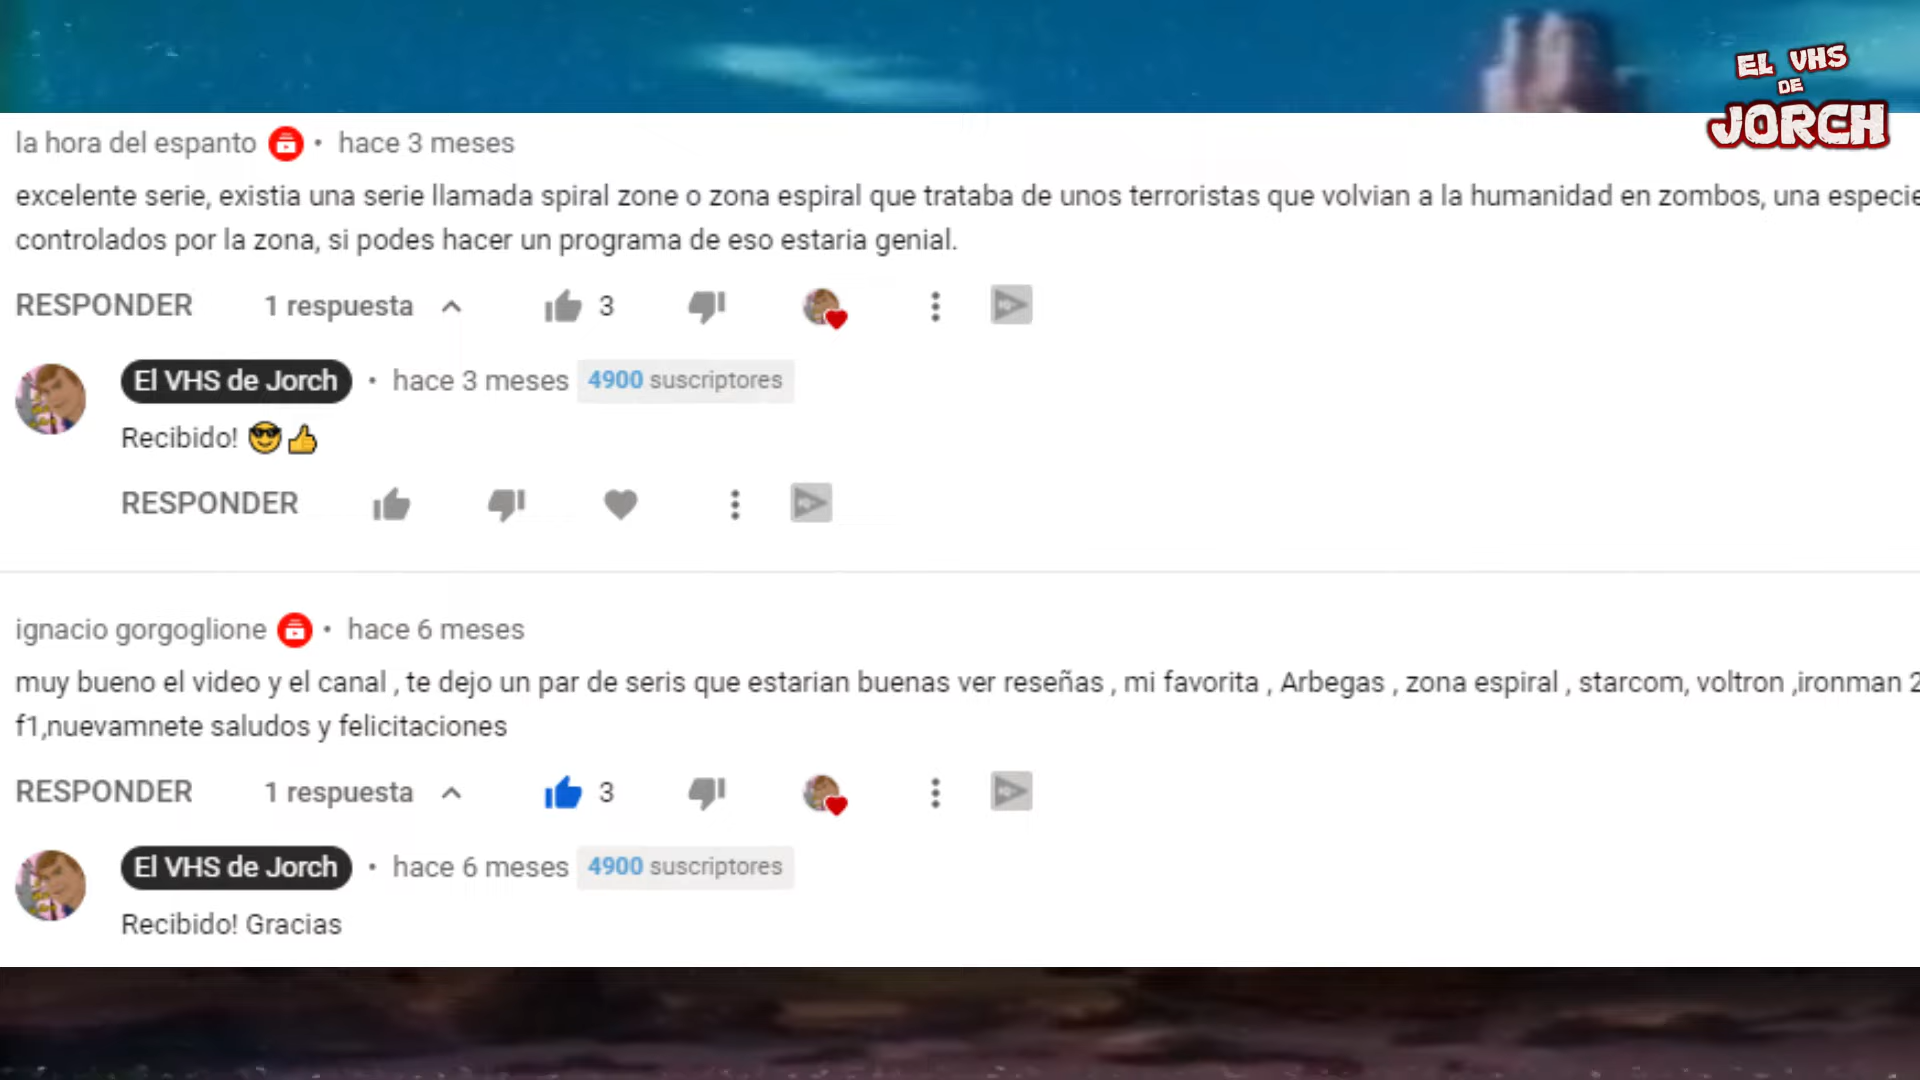 EL VHS
DE
JORCH
la hora del espanto • hace 3 meses
excelente serie, existia una serie llamada spiral zone o zona espiral que trataba de unos terroristas que volvian a la humanidad en zombos, una especie
controlados por la zona, si podes hacer un programa de eso estaria genial.
RESPONDER 1 respuesta 3
El VHS de Jorch • hace 3 meses 4900 suscriptores
Recibido! 😎👍
RESPONDER
ignacio gorgoglione • hace 6 meses
muy bueno el video y el canal , te dejo un par de seris que estarian buenas ver reseñas , mi favorita , Arbegas , zona espiral , starcom, voltron ,ironman 2
f1,nuevamnete saludos y felicitaciones
RESPONDER 1 respuesta 3
El VHS de Jorch • hace 6 meses 4900 suscriptores
Recibido! Gracias